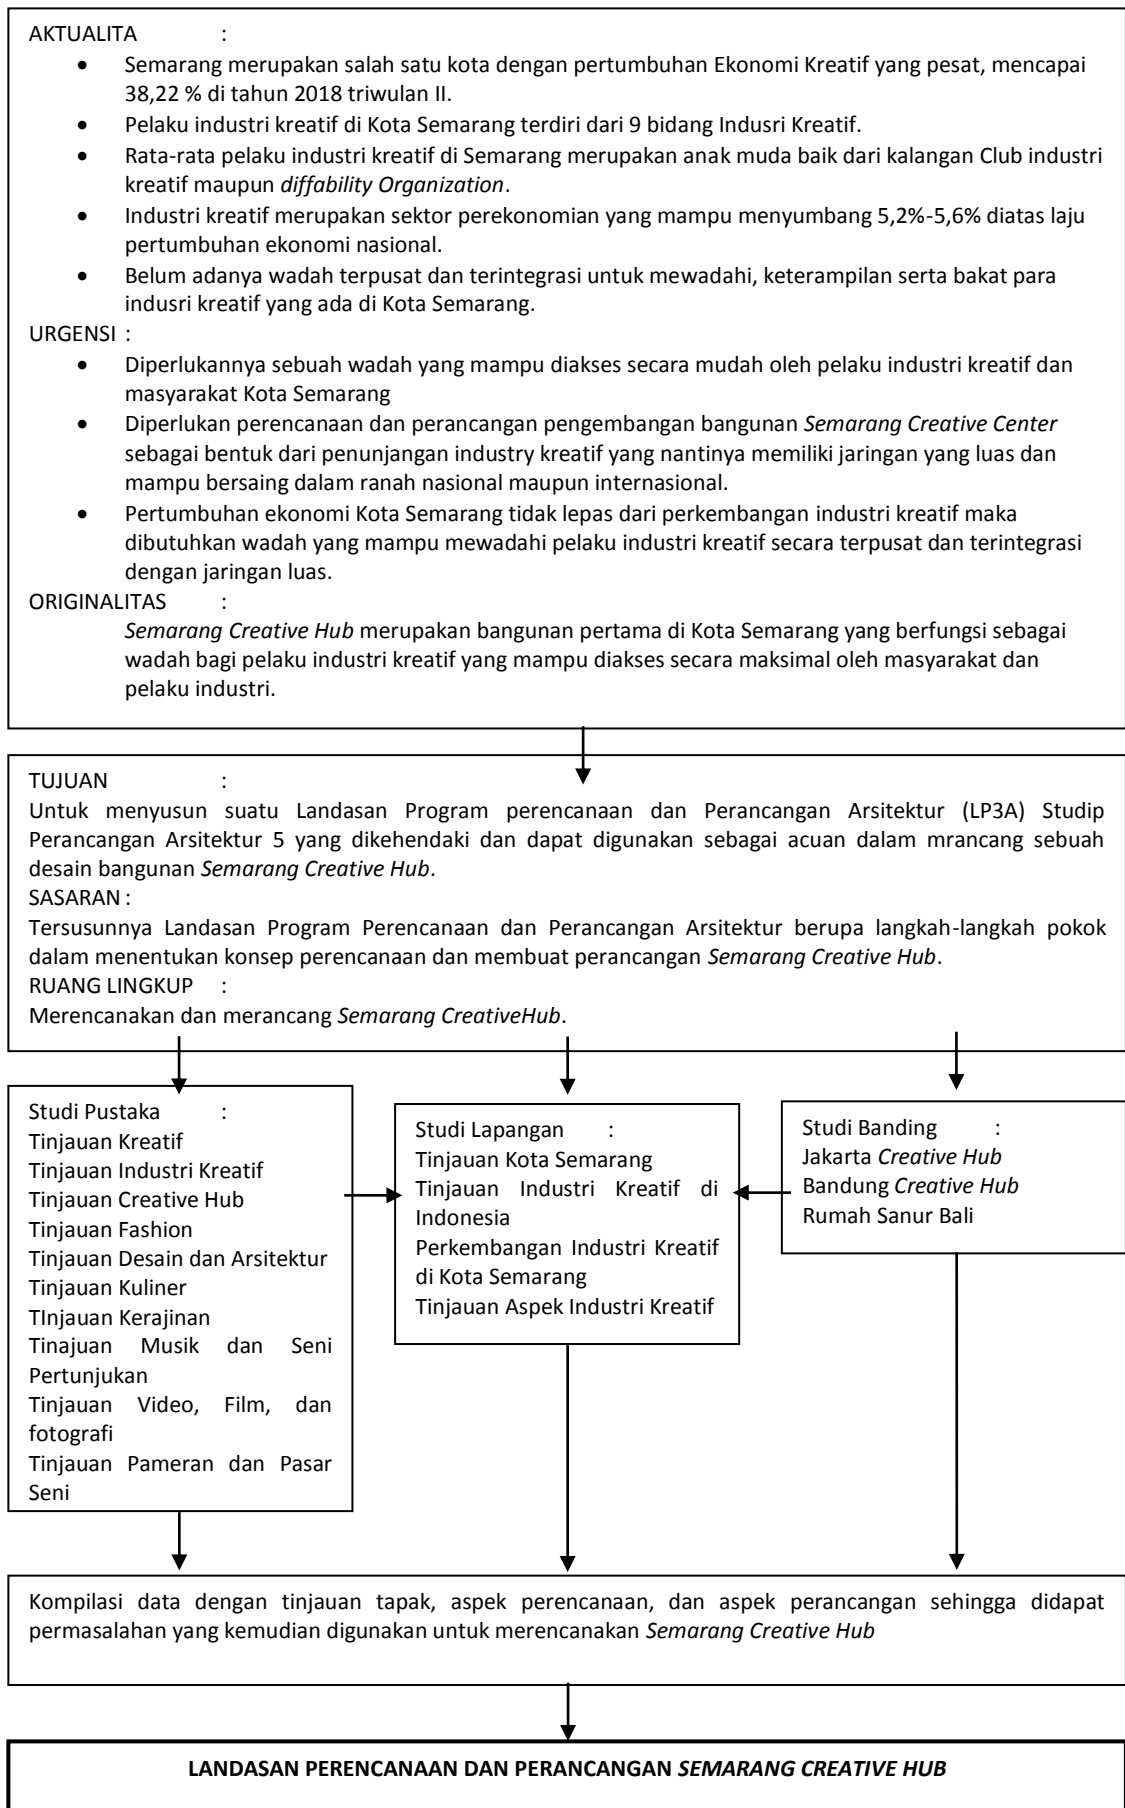 AKTUALITA :
• Semarang merupakan salah satu kota dengan pertumbuhan Ekonomi Kreatif yang pesat, mencapai
38,22 % di tahun 2018 triwulan II.
• Pelaku industri kreatif di Kota Semarang terdiri dari 9 bidang Indusri Kreatif.
• Rata-rata pelaku industri kreatif di Semarang merupakan anak muda baik dari kalangan Club industri
kreatif maupun diffability Organization.
• Industri kreatif merupakan sektor perekonomian yang mampu menyumbang 5,2%-5,6% diatas laju
pertumbuhan ekonomi nasional.
• Belum adanya wadah terpusat dan terintegrasi untuk mewadahi, keterampilan serta bakat para
indusri kreatif yang ada di Kota Semarang.
URGENSI :
• Diperlukannya sebuah wadah yang mampu diakses secara mudah oleh pelaku industri kreatif dan
masyarakat Kota Semarang
• Diperlukan perencanaan dan perancangan pengembangan bangunan Semarang Creative Center
sebagai bentuk dari penunjangan industry kreatif yang nantinya memiliki jaringan yang luas dan
mampu bersaing dalam ranah nasional maupun internasional.
• Pertumbuhan ekonomi Kota Semarang tidak lepas dari perkembangan industri kreatif maka
dibutuhkan wadah yang mampu mewadahi pelaku industri kreatif secara terpusat dan terintegrasi
dengan jaringan luas.
ORIGINALITAS :
Semarang Creative Hub merupakan bangunan pertama di Kota Semarang yang berfungsi sebagai
wadah bagi pelaku industri kreatif yang mampu diakses secara maksimal oleh masyarakat dan
pelaku industri.
TUJUAN :
Untuk menyusun suatu Landasan Program perencanaan dan Perancangan Arsitektur (LP3A) Studip
Perancangan Arsitektur 5 yang dikehendaki dan dapat digunakan sebagai acuan dalam mrancang sebuah
desain bangunan Semarang Creative Hub.
SASARAN :
Tersusunnya Landasan Program Perencanaan dan Perancangan Arsitektur berupa langkah-langkah pokok
dalam menentukan konsep perencanaan dan membuat perancangan Semarang Creative Hub.
RUANG LINGKUP :
Merencanakan dan merancang Semarang CreativeHub.
Studi Pustaka :
Tinjauan Kreatif
Tinjauan Industri Kreatif
Tinjauan Creative Hub
Tinjauan Fashion
Tinjauan Desain dan Arsitektur
Tinjauan Kuliner
TInjauan Kerajinan
Tinajuan Musik dan Seni
Pertunjukan
Tinjauan Video, Film, dan
fotografi
Tinjauan Pameran dan Pasar
Seni
Studi Lapangan :
Tinjauan Kota Semarang
Tinjauan Industri Kreatif di
Indonesia
Perkembangan Industri Kreatif
di Kota Semarang
Tinjauan Aspek Industri Kreatif
Studi Banding :
Jakarta Creative Hub
Bandung Creative Hub
Rumah Sanur Bali
Kompilasi data dengan tinjauan tapak, aspek perencanaan, dan aspek perancangan sehingga didapat
permasalahan yang kemudian digunakan untuk merencanakan Semarang Creative Hub
LANDASAN PERENCANAAN DAN PERANCANGAN SEMARANG CREATIVE HUB